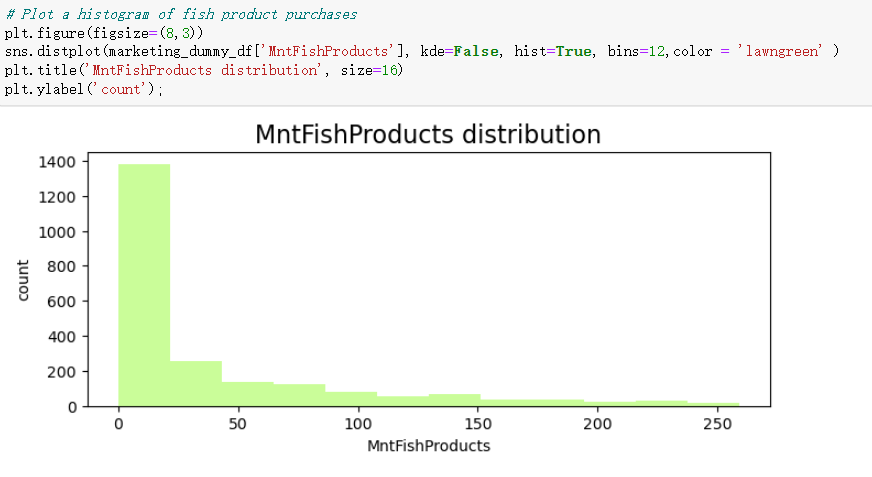 # Plot a histogram of fish product purchases
plt.figure(figsize=(8,3))
sns.distplot(marketing_dummy_df['MntFishProducts'], kde=False, hist=True, bins=12,color = 'lawngreen' )
plt.title('MntFishProducts distribution', size=16)
plt.ylabel('count');
MntFishProducts distribution
1400
1200
1000
800
600
400
200
0
count
0 50 100 150 200 250
MntFishProducts